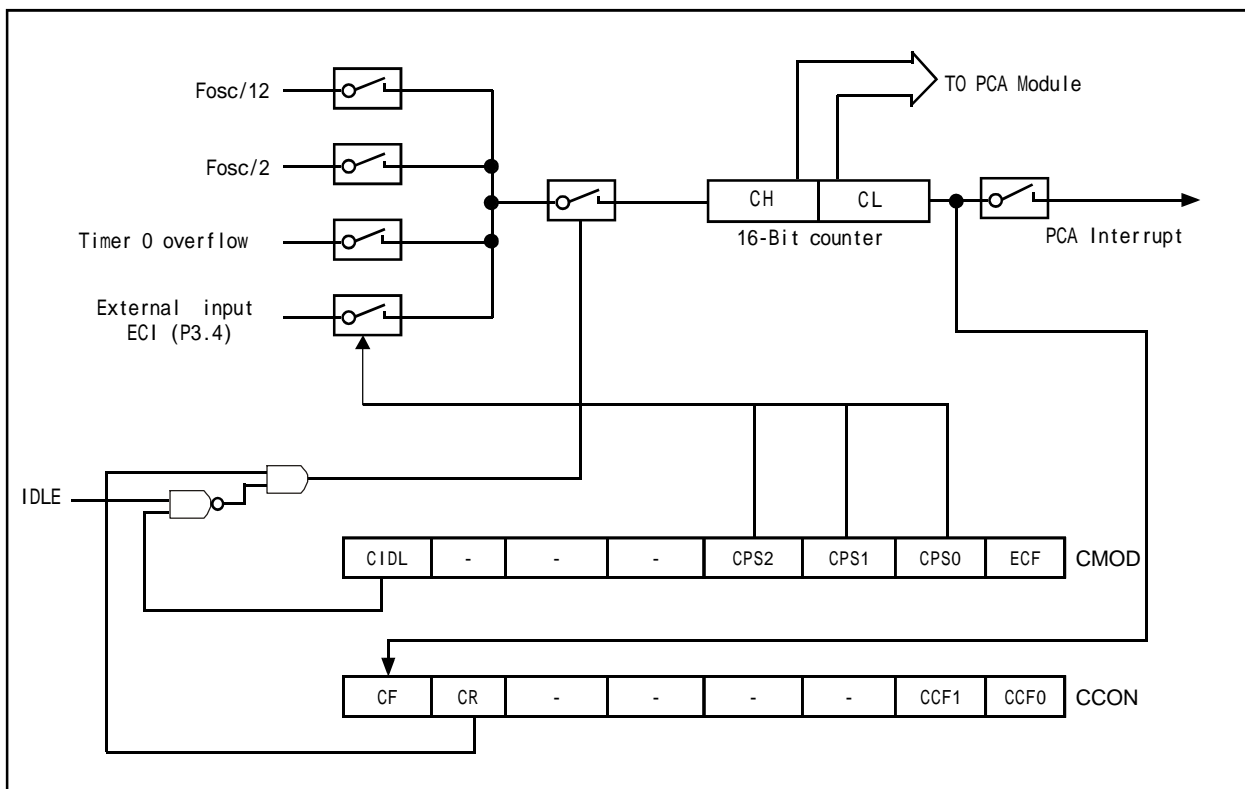 Fosc/12
TO PCA Module
Fosc/2
CH CL
Timer 0 overflow
16-Bit counter
PCA Interrupt
External input
ECI (P3.4)
IDLE
CIDL - - - CPS2 CPS1 CPS0 ECF CMOD
CF CR - - - - CCF1 CCF0 CCON